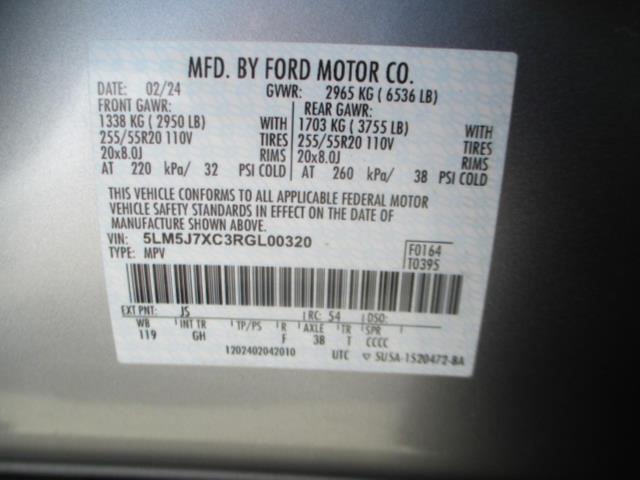 MFD. BY FORD MOTOR CO.
DATE: 02/24 GVWR: 2965 KG ( 6536 LB)
FRONT GAWR: REAR GAWR:
1338 KG ( 2950 LB) WITH 1703 KG ( 3755 LB) WITH
255/55R20 110V TIRES 255/55R20 110V TIRES
20x8.0J RIMS 20x8.0J RIMS
AT 220 kPa/ 32 PSI COLD AT 260 kPa/ 38 PSI COLD
THIS VEHICLE CONFORMS TO ALL APPLICABLE FEDERAL MOTOR
VEHICLE SAFETY STANDARDS IN EFFECT ON THE DATE OF
MANUFACTURE SHOWN ABOVE.
VIN: 5LM5J7XC3RGL00320 F0164
TYPE: MPV T0395
EXT PNT: JS RC: 54 DSO:
WB INT TR TP/PS R AXLE TR SPR
119 GH F 38 T CCCC
1202402042010 UTC ▽ SUSA-1520472-BA